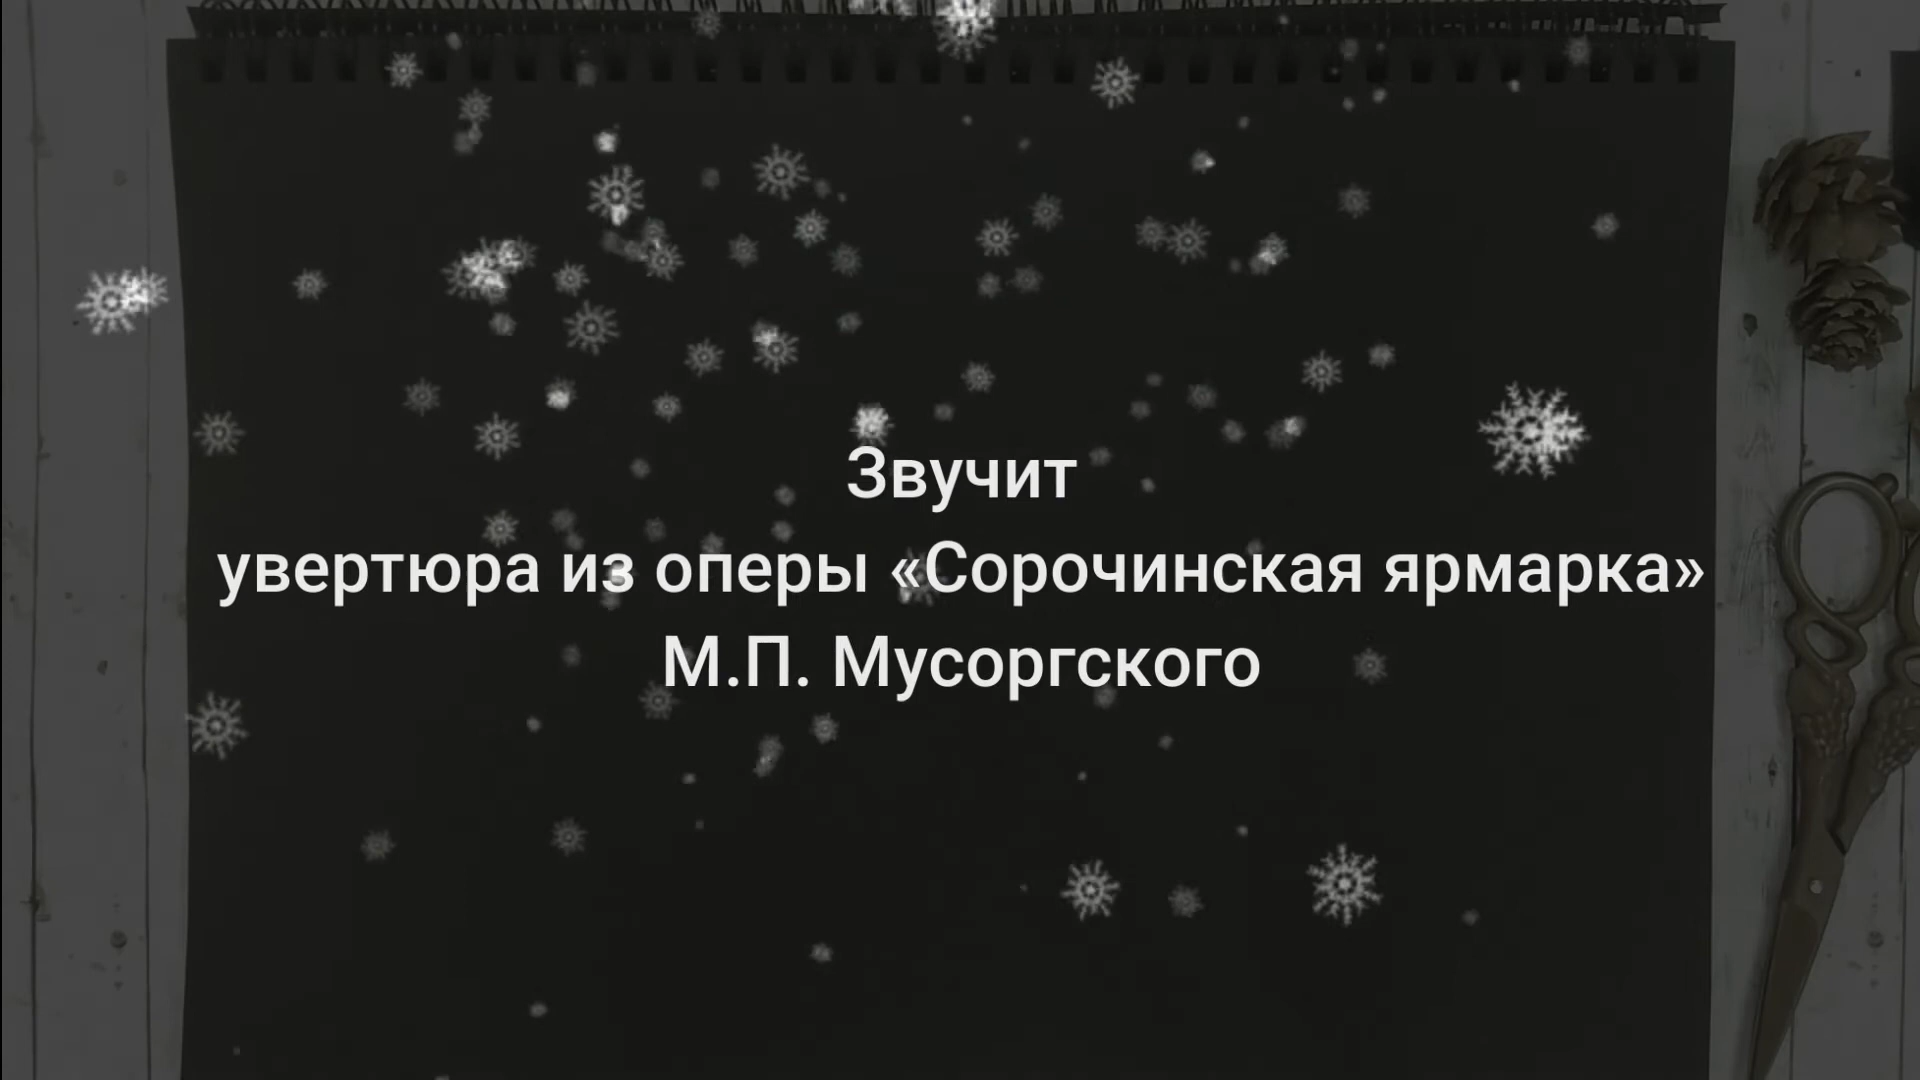 Звучит
увертюра из оперы «Сорочинская ярмарка»
М.П. Мусоргского